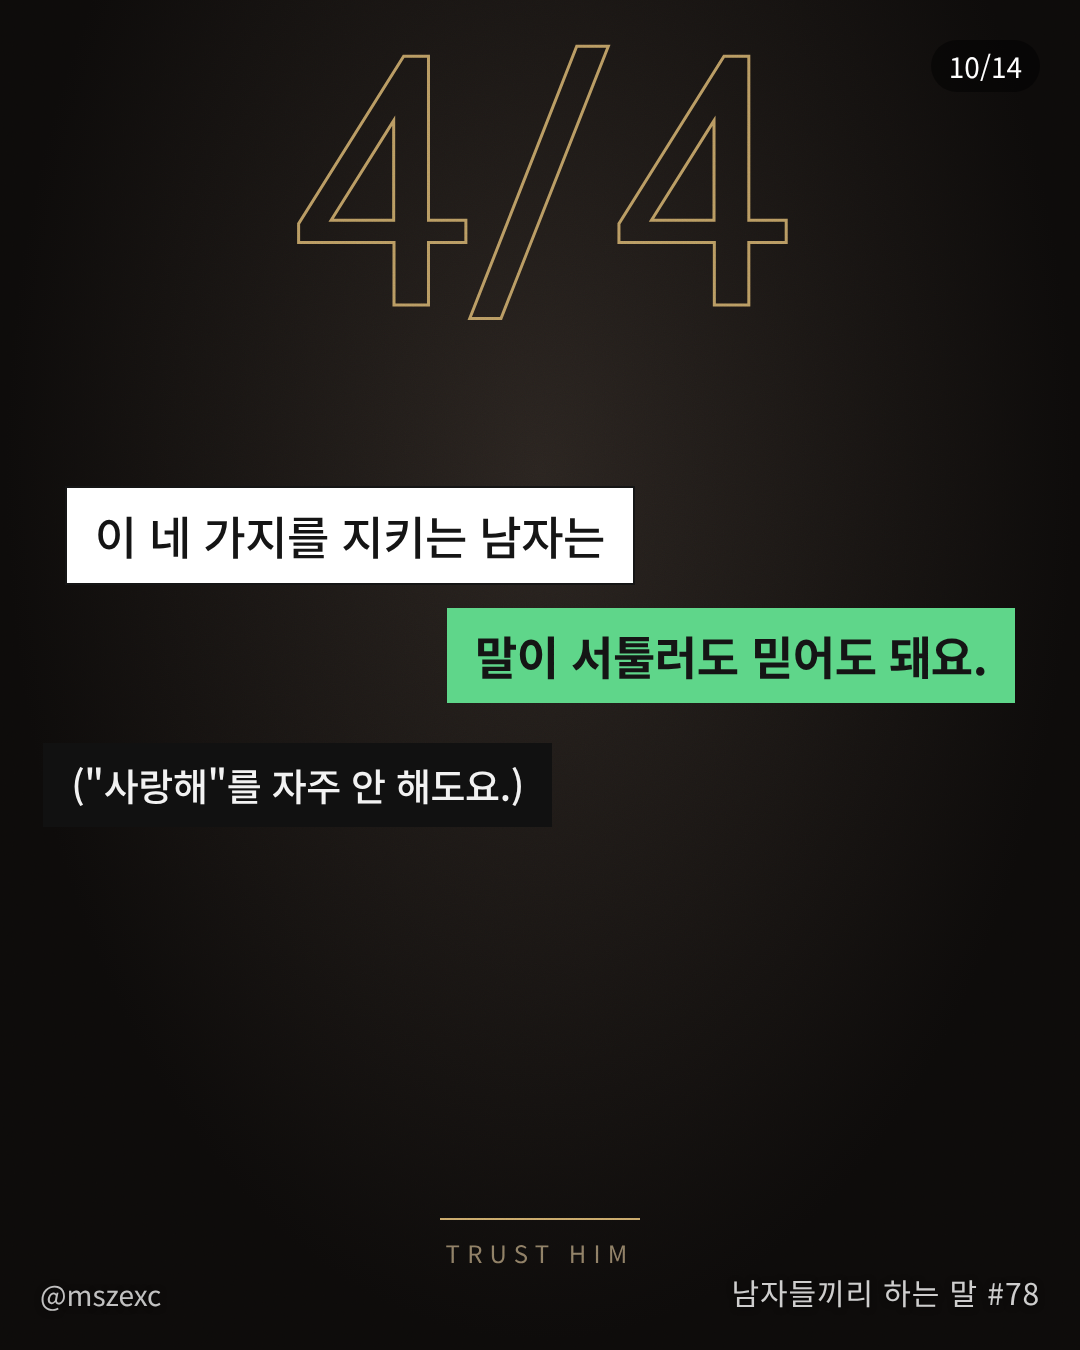 4/4
10/14
이 네 가지를 지키는 남자는
말이 서툴러도 믿어도 돼요.
("사랑해"를 자주 안 해도요.)
TRUST HIM
@mszexc
남자들끼리 하는 말 #78